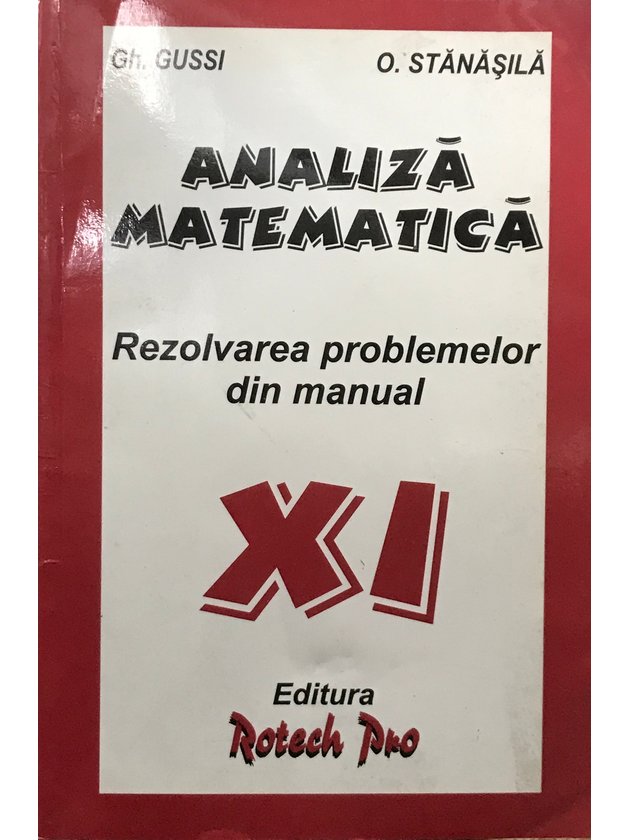 Gh. GUSSI O. STĂNĂŞILĂ
ANALIZĂ
MATEMATICĂ
Rezolvarea problemelor
din manual
XI
Editura
Rotech Pro